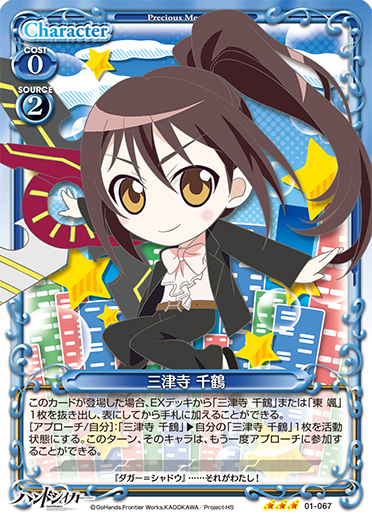 Precious Me
Character
COST
0
SOURCE
2
三津寺 千鶴
このカードが登場した場合、EXデッキから「三津寺 千鶴」または「東 颯」
1枚を抜き出し、表にしてから手札に加えることができる。
[アプローチ/自分]:「三津寺 千鶴」▶自分の「三津寺 千鶴」1枚を活動
状態にする。このターン、そのキャラは、もう一度アプローチに参加す
ることができる。
『ダガー=シャドウ』……それがわたし!
ハンドシェイカー
©GoHands,Frontier Works,KADOKAWA/Project-HS
★★★ 01-067